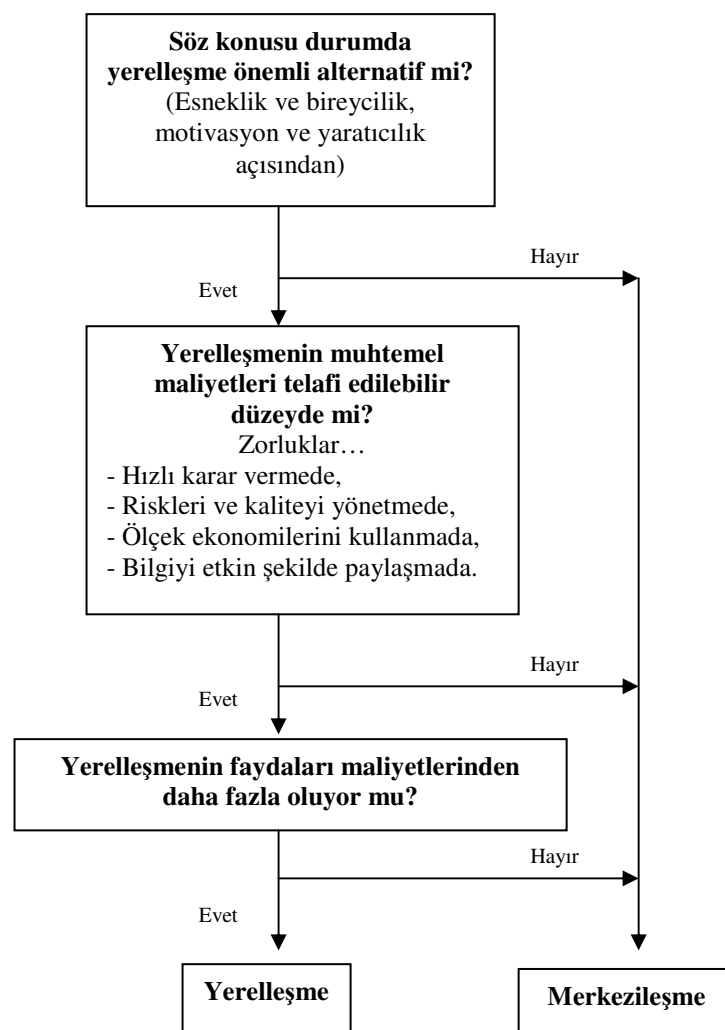 Söz konusu durumda
yerelleşme önemli alternatif mi?
(Esneklik ve bireycilik,
motivasyon ve yaratıcılık
açısından)
Hayır
Evet
Yerelleşmenin muhtemel
maliyetleri telafi edilebilir
düzeyde mi?
Zorluklar…
- Hızlı karar vermede,
- Riskleri ve kaliteyi yönetmede,
- Ölçek ekonomilerini kullanmada,
- Bilgiyi etkin şekilde paylaşmada.
Hayır
Evet
Yerelleşmenin faydaları maliyetlerinden
daha fazla oluyor mu?
Hayır
Evet
Yerelleşme
Merkezileşme